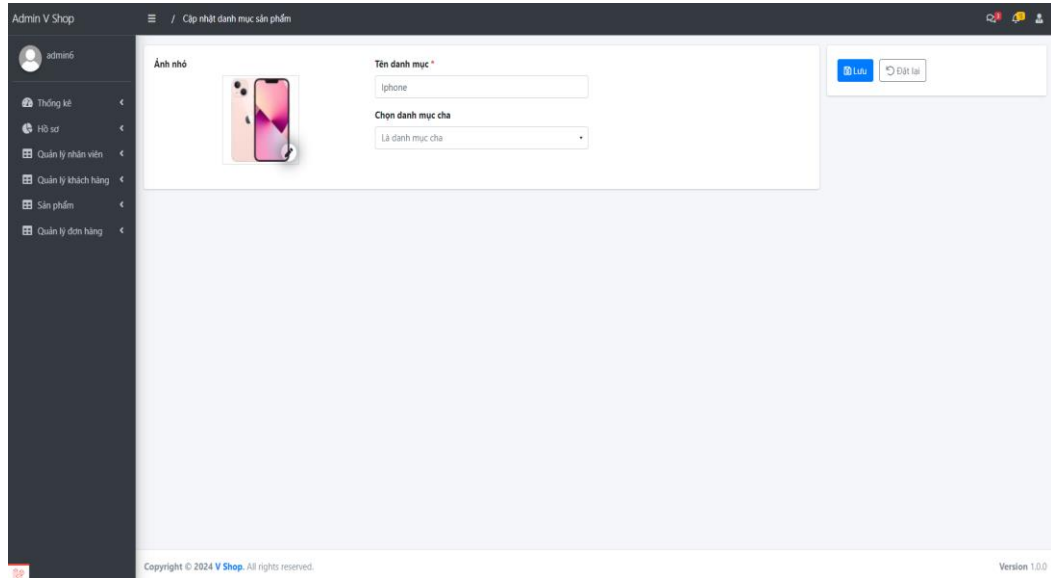 Admin V Shop
/ Cập nhật danh mục sản phẩm
admin6
Thống kê
Hồ sơ
Quản lý nhân viên
Quản lý khách hàng
Sản phẩm
Quản lý đơn hàng
Ảnh nhỏ
Tên danh mục *
Iphone
Chọn danh mục cha
Là danh mục cha
Lưu
Đặt lại
Copyright © 2024 V Shop. All rights reserved.
Version 1.0.0